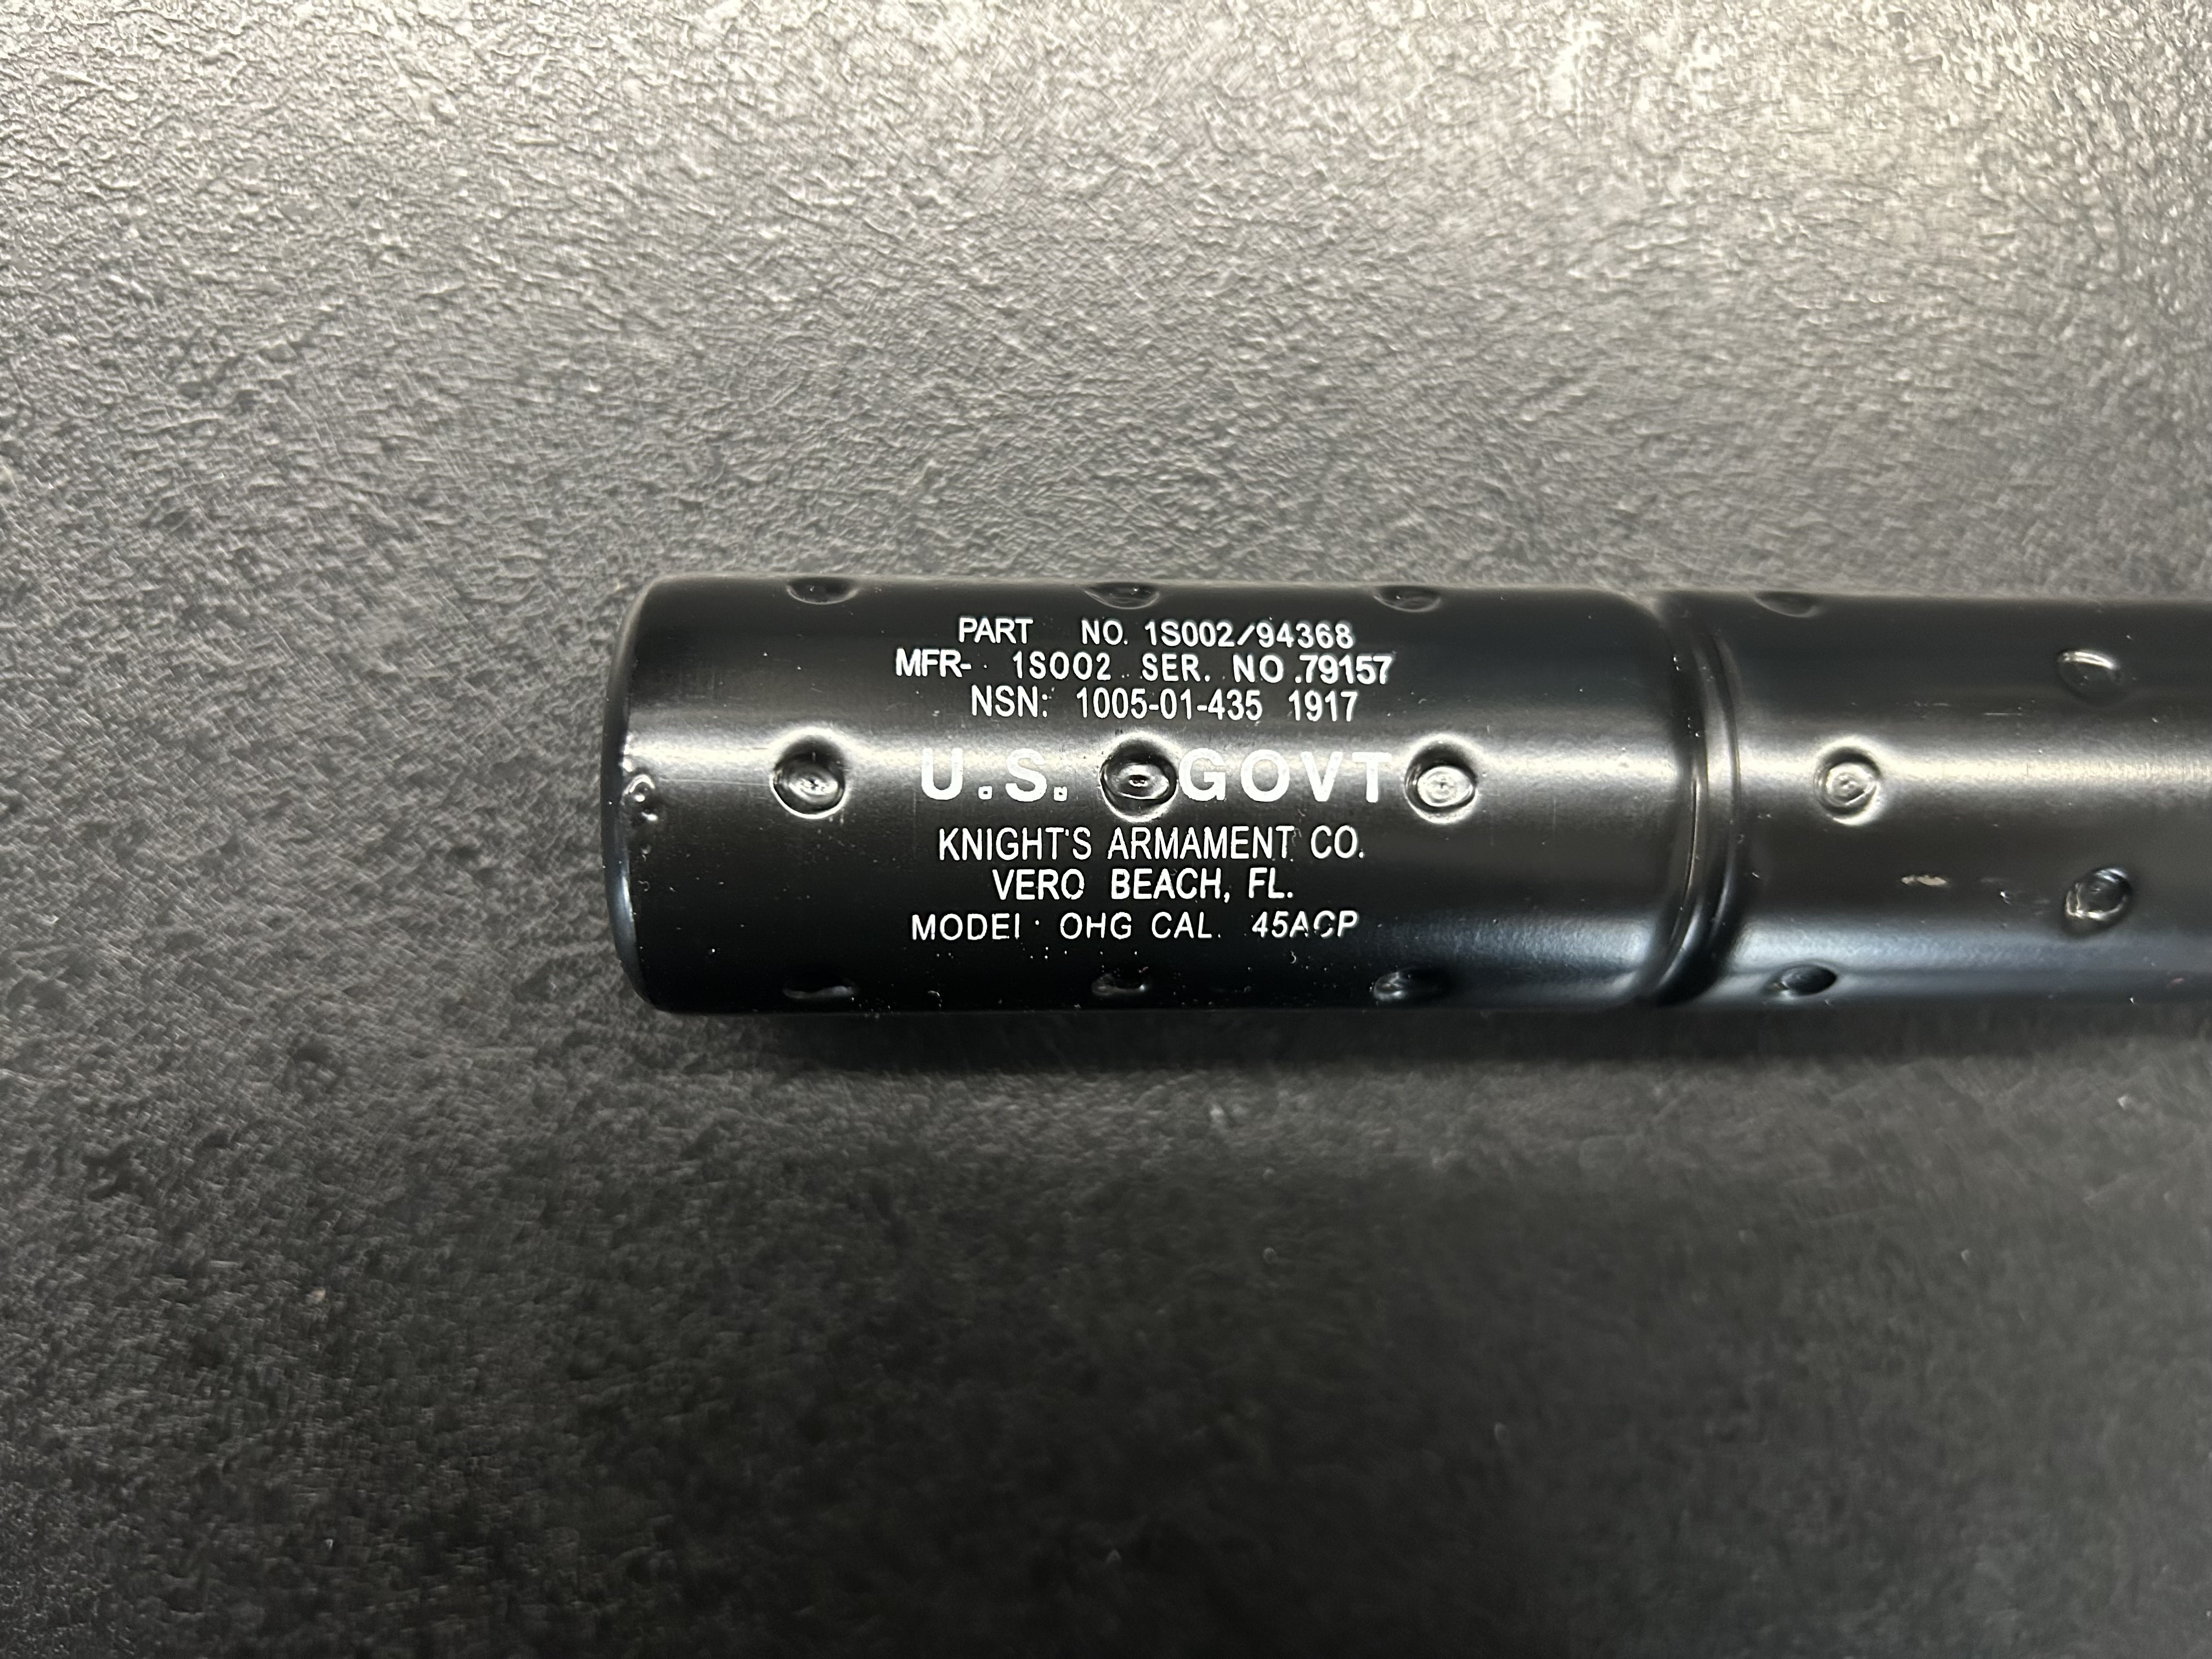 PART NO. 1S002/94368
MFR- 1S002 SER. NO.79157
NSN: 1005-01-435 1917
U.S. GOVT
KNIGHT'S ARMAMENT CO.
VERO BEACH, FL.
MODEl: OHG CAL. 45ACP